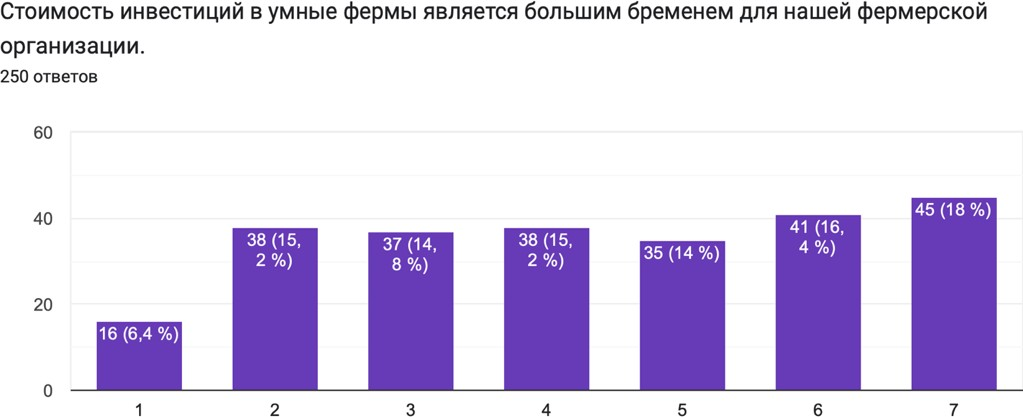 Стоимость инвестиций в умные фермы является большим бременем для нашей фермерской
организации.
250 ответов
60
40
20
0
16 (6,4 %)
38 (15,
2 %)
37 (14,
8 %)
38 (15,
2 %)
35 (14 %)
41 (16,
4 %)
45 (18 %)
1 2 3 4 5 6 7